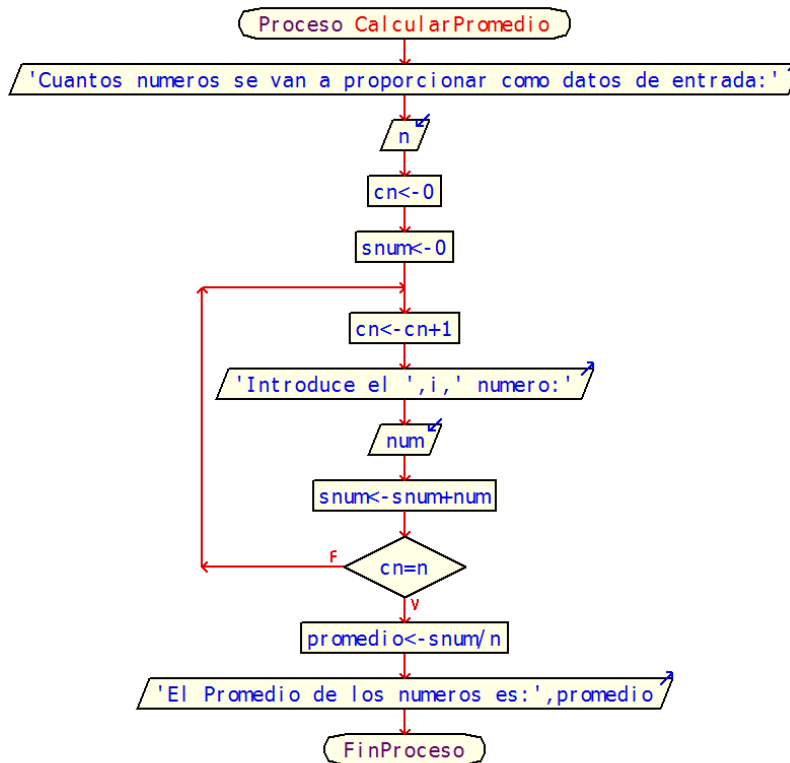 Proceso CalcularPromedio
'Cuantos numeros se van a proporcionar como datos de entrada:'
n
cn<-0
snum<-0
cn<-cn+1
'Introduce el ',i,' numero:'
num
snum<-snum+num
F
cn=n
V
promedio<-snum/n
'El Promedio de los numeros es:',promedio
FinProceso